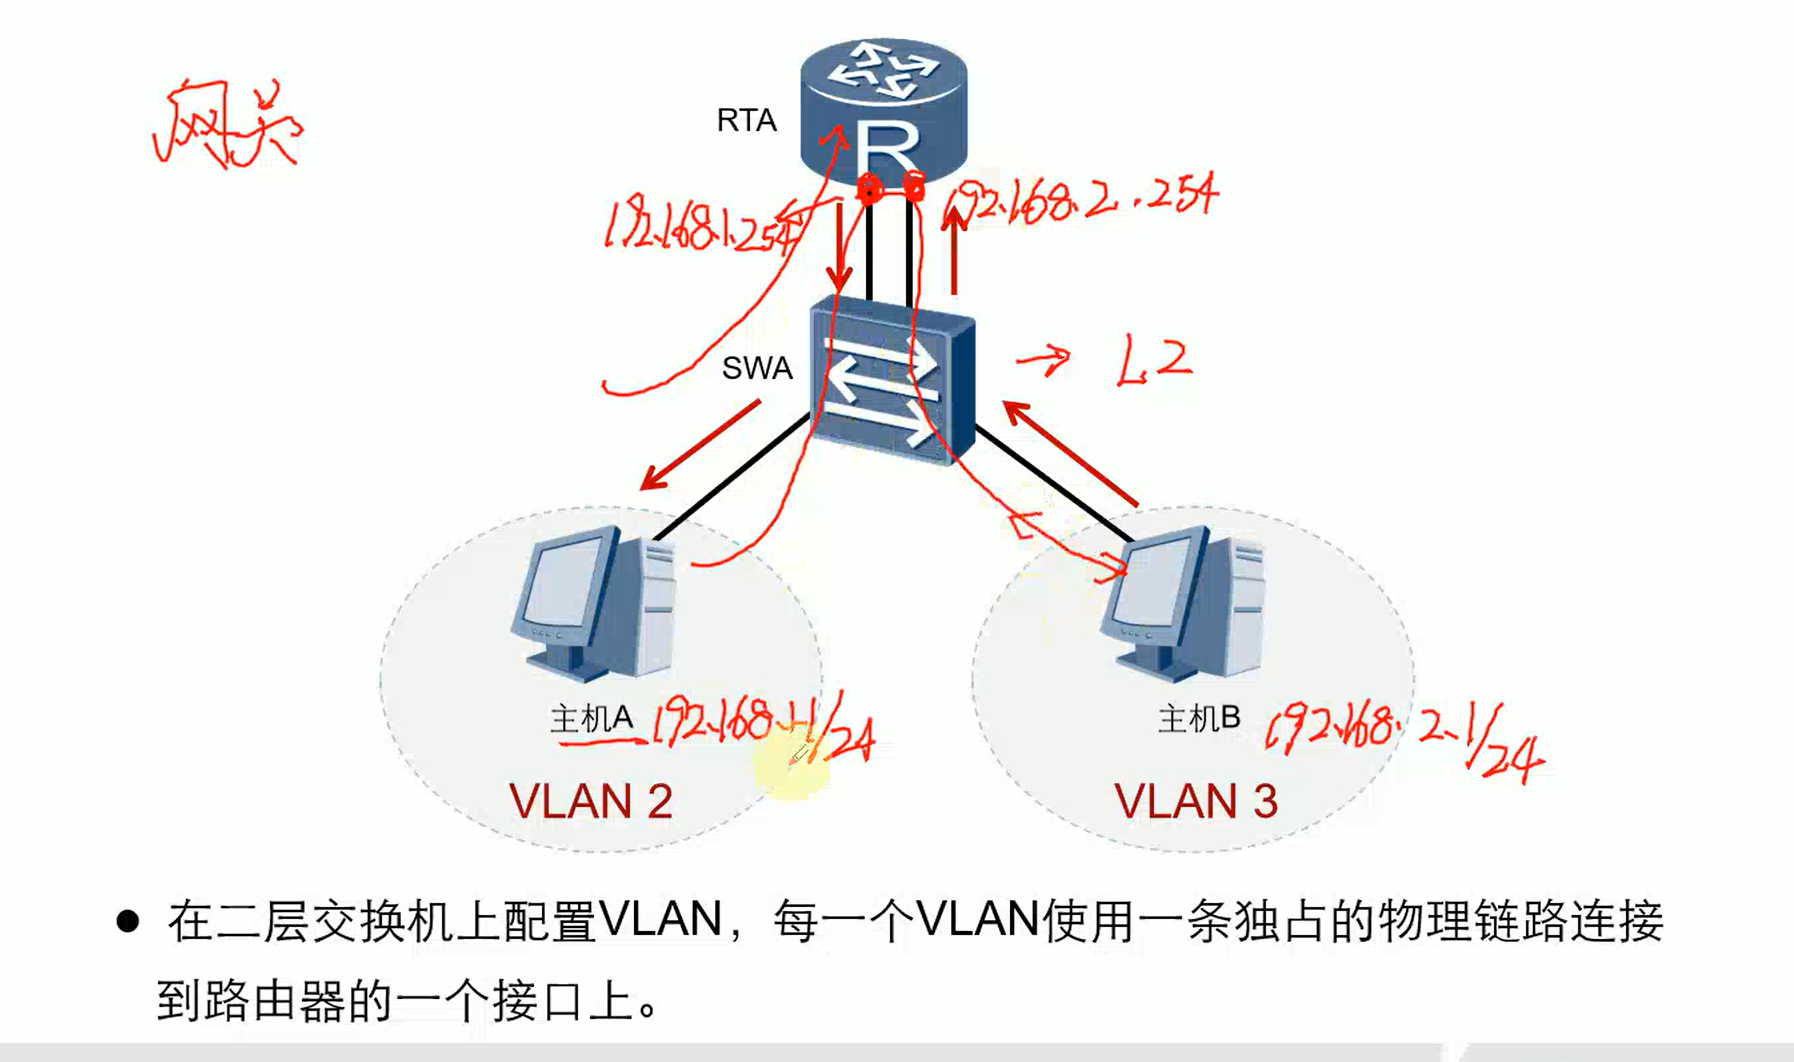 网关
RTA
R
192.168.1.254
192.168.2.254
SWA
L2
主机A 192.168.1.1/24
主机B 192.168.2.1/24
VLAN 2
VLAN 3
● 在二层交换机上配置VLAN，每一个VLAN使用一条独占的物理链路连接
到路由器的一个接口上。